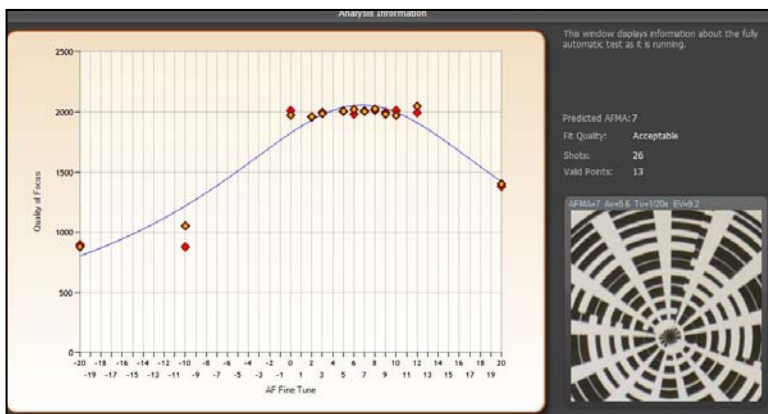 Analysis Information
This window displays information about the fully
automatic test as it is running.
Predicted AFMA: 7
Fit Quality: Acceptable
Shots: 26
Valid Points: 13
AFMA=7 Av=5.6 Tv=1/20s EV=9.2
Quality of Focus
2500
2000
1500
1000
500
0
-20 -18 -16 -14 -12 -10 -8 -6 -4 -2 0 2 4 6 8 10 12 14 16 18 20
-19 -17 -15 -13 -11 -9 -7 -5 -3 -1 1 3 5 7 9 11 13 15 17 19
AF Fine Tune